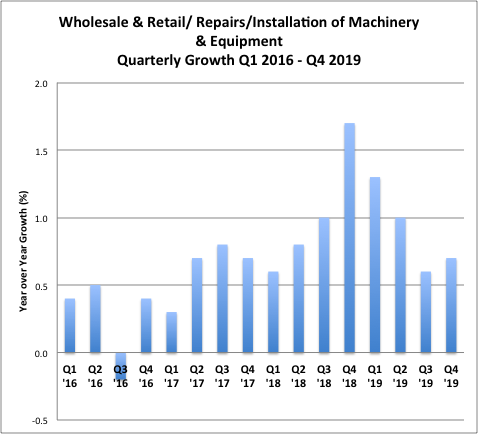 Wholesale & Retail/ Repairs/Installation of Machinery
& Equipment
Quarterly Growth Q1 2016 - Q4 2019
2.0
1.5
1.0
0.5
0.0
-0.5
Year over Year Growth (%)
Q1 Q2 Q3 Q4 Q1 Q2 Q3 Q4 Q1 Q2 Q3 Q4 Q1 Q2 Q3 Q4
'16 '16 '16 '16 '17 '17 '17 '17 '18 '18 '18 '18 '19 '19 '19 '19